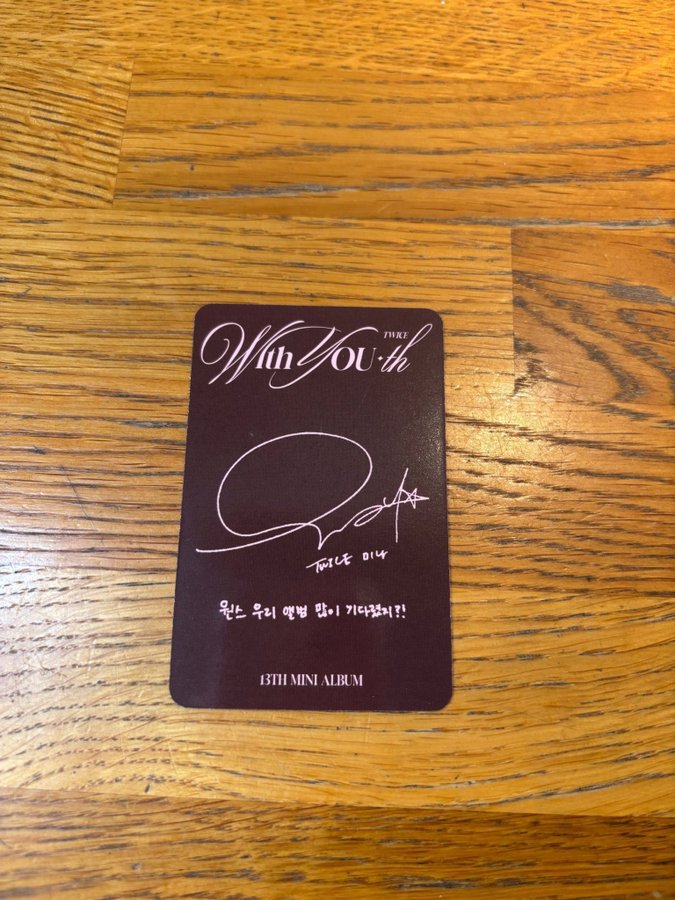 TWICE
With YOU-th
TWICE 미나
원스 우리 앨범 많이 기다렸지?!
13TH MINI ALBUM